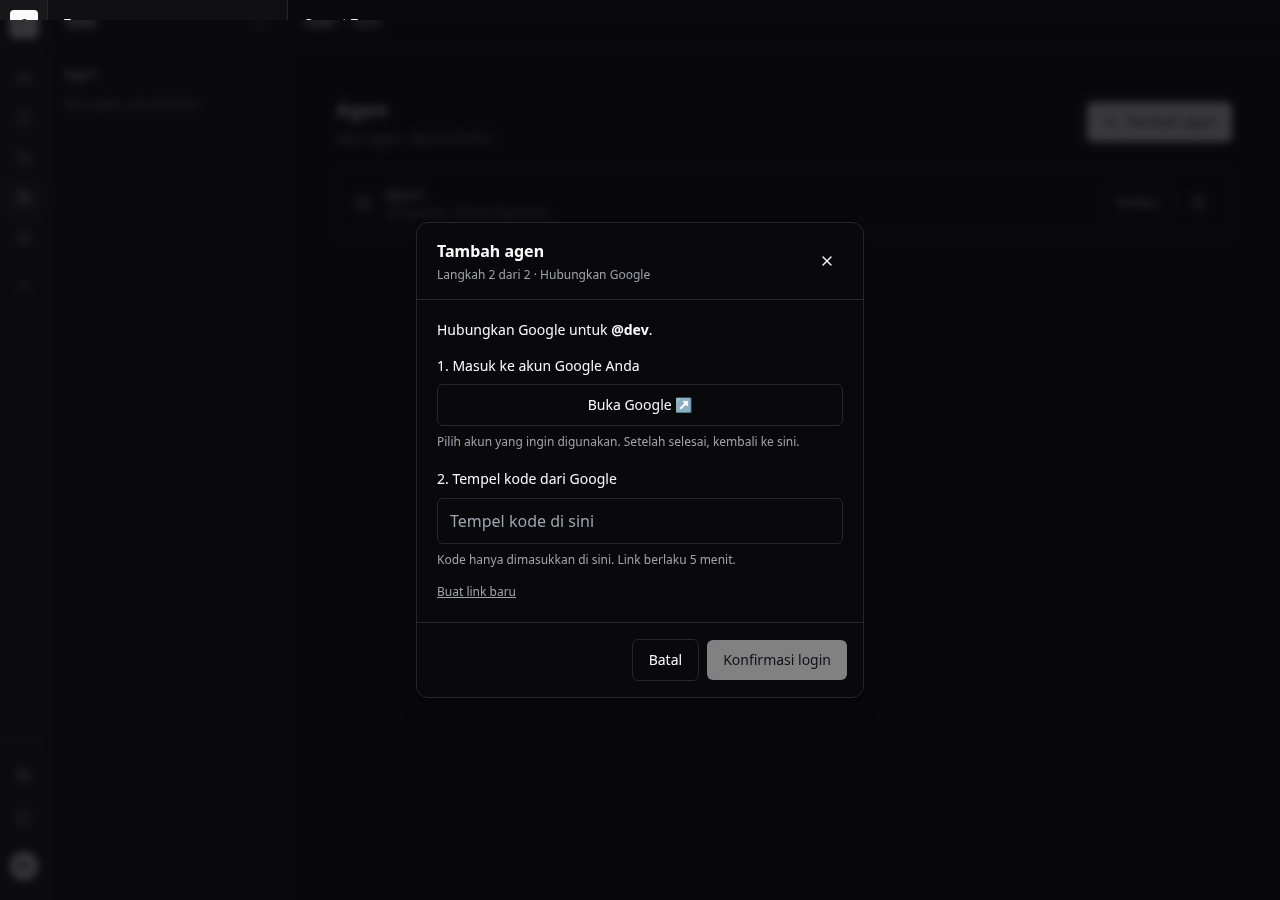 Agen
Tambah agen
Langkah 2 dari 2 · Hubungkan Google
Hubungkan Google untuk @dev.
1. Masuk ke akun Google Anda
Buka Google ↗
Pilih akun yang ingin digunakan. Setelah selesai, kembali ke sini.
2. Tempel kode dari Google
Tempel kode di sini
Kode hanya dimasukkan di sini. Link berlaku 5 menit.
Buat link baru
Batal
Konfirmasi login